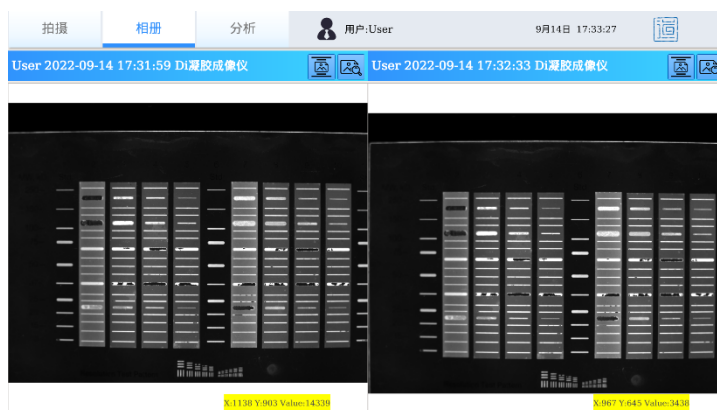 拍摄
相册
分析
用户:User
9月14日 17:33:27
User 2022-09-14 17:31:59 Di凝胶成像仪
User 2022-09-14 17:32:33 Di凝胶成像仪
X:1138 Y:903 Value:14339
X:967 Y:645 Value:3438